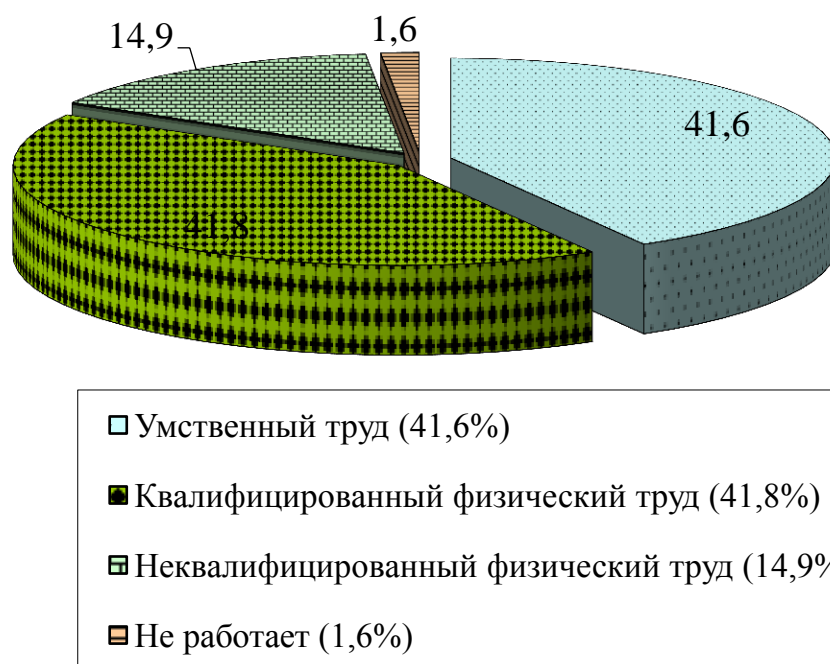 14,9
1,6
41,6
41,8
Умственный труд (41,6%)
Квалифицированный физический труд (41,8%)
Неквалифицированный физический труд (14,9%
Не работает (1,6%)